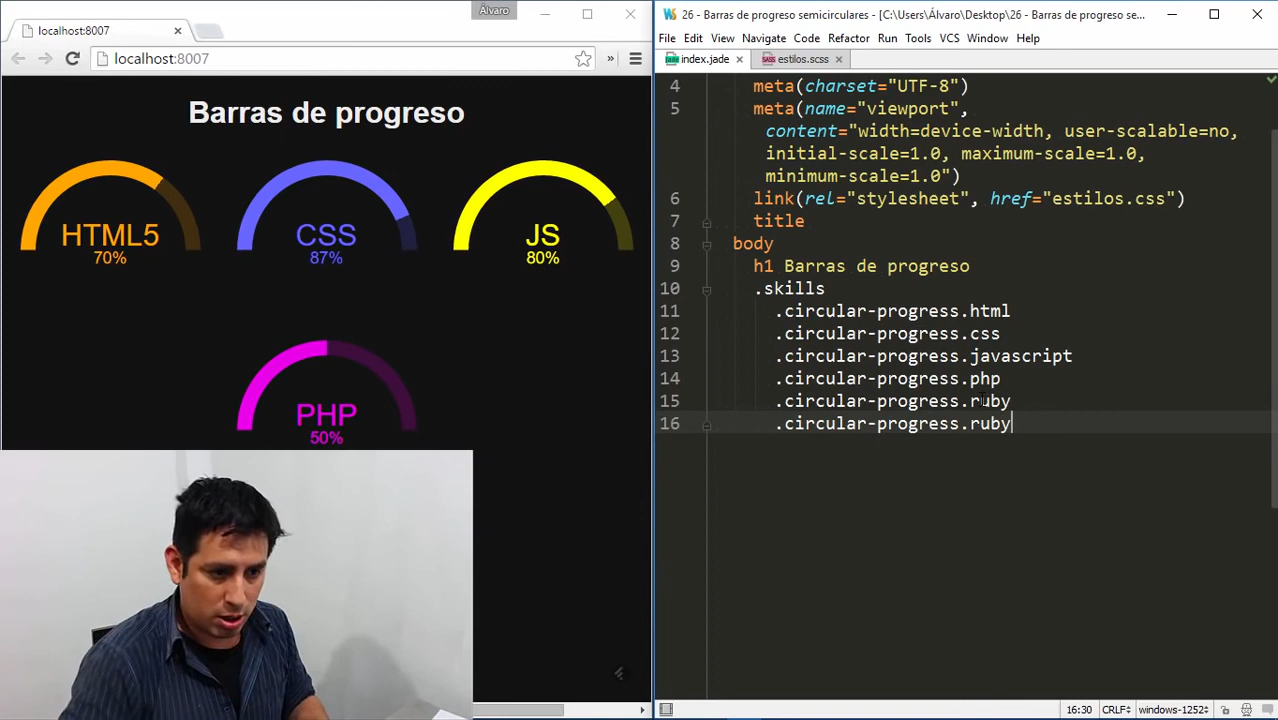 Álvaro
localhost:8007
localhost:8007
Barras de progreso
HTML5
70%
CSS
87%
JS
80%
PHP
50%
26 - Barras de progreso semicirculares - [C:\Users\Álvaro\Desktop\26 - Barras de progreso se...
File Edit View Navigate Code Refactor Run Tools VCS Window Help
index.jade
estilos.scss
4 meta(charset="UTF-8")
5 meta(name="viewport",
content="width=device-width, user-scalable=no,
initial-scale=1.0, maximum-scale=1.0,
minimum-scale=1.0")
6 link(rel="stylesheet", href="estilos.css")
7 title
8 body
9 h1 Barras de progreso
10 .skills
11 .circular-progress.html
12 .circular-progress.css
13 .circular-progress.javascript
14 .circular-progress.php
15 .circular-progress.ruby
16 .circular-progress.ruby
16:30 CRLF windows-1252